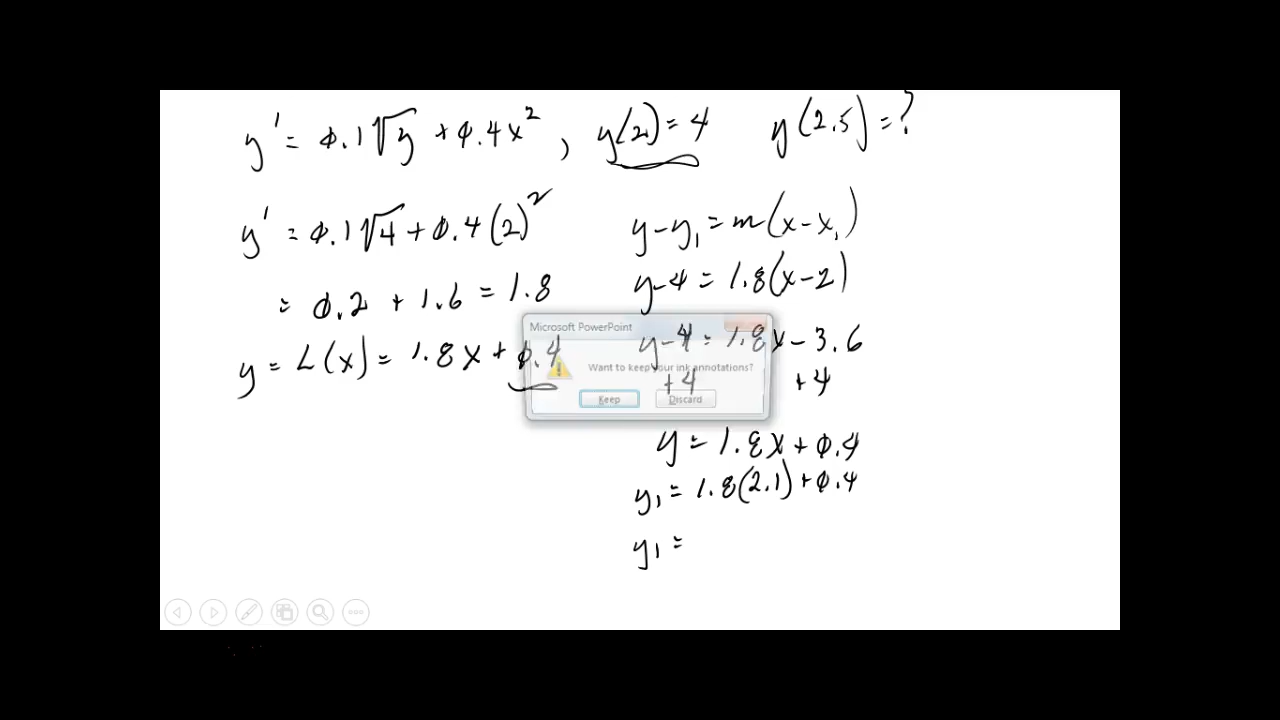 y' = 0.1√y + 0.4x², y(2) = 4 y(2.5) = ?
y' = 0.1√4 + 0.4(2)²
= 0.2 + 1.6 = 1.8
y = L(x) = 1.8x + 0.4
y - y₁ = m(x - x₁)
y - 4 = 1.8(x - 2)
y - 4 = 1.8x - 3.6
+4 +4
y = 1.8x + 0.4
y₁ = 1.8(2.1) + 0.4
y₁ =
Microsoft PowerPoint
Want to keep your ink annotations?
Keep Discard